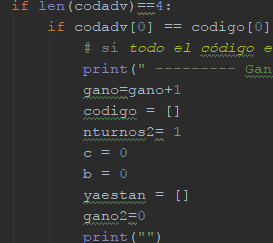 if len(codadv)==4:
if codadv[0] == codigo[0]
# si todo el código e
print(" --------- Gan
gano=gano+1
codigo = []
nturnos2= 1
c = 0
b = 0
yaestan = []
gano2=0
print("")